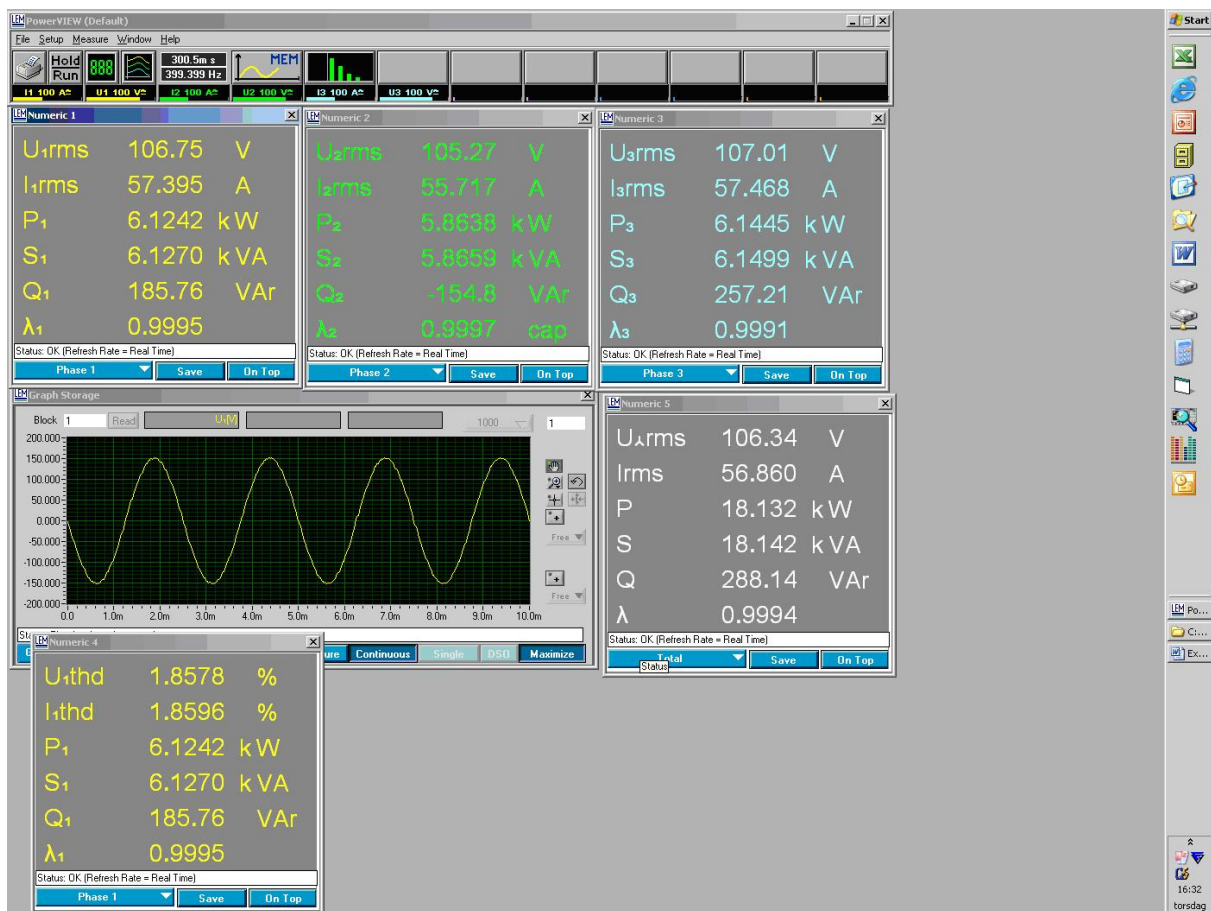 LEM PowerVIEW (Default)
File Setup Measure Window Help
Hold Run 888 300.5m s 399.399 Hz MEM
I1 100 A≃ U1 100 V≃ I2 100 A≃ U2 100 V≃ I3 100 A≃ U3 100 V≃
LEM Numeric 1
U₁rms 106.75 V
I₁rms 57.395 A
P₁ 6.1242 kW
S₁ 6.1270 kVA
Q₁ 185.76 VAr
λ₁ 0.9995
Status: OK (Refresh Rate = Real Time)
Phase 1 Save On Top
LEM Numeric 2
U₂rms 105.27 V
I₂rms 55.717 A
P₂ 5.8638 kW
S₂ 5.8659 kVA
Q₂ -154.8 VAr
λ₂ 0.9997 cap
Status: OK (Refresh Rate = Real Time)
Phase 2 Save On Top
LEM Numeric 3
U₃rms 107.01 V
I₃rms 57.468 A
P₃ 6.1445 kW
S₃ 6.1499 kVA
Q₃ 257.21 VAr
λ₃ 0.9991
Status: OK (Refresh Rate = Real Time)
Phase 3 Save On Top
LEM Graph Storage
Block 1 Read U₁[M] 1000 1
200.000
150.000
100.000
50.000
0.000
-50.000
-100.000
-150.000
-200.000
0.0 1.0m 2.0m 3.0m 4.0m 5.0m 6.0m 7.0m 8.0m 9.0m 10.0m
Free
Free
Continuous Single DSO Maximize
LEM Numeric 5
U⅄rms 106.34 V
Irms 56.860 A
P 18.132 kW
S 18.142 kVA
Q 288.14 VAr
λ 0.9994
Status: OK (Refresh Rate = Real Time)
Total Save On Top
Status
LEM Numeric 4
U₁thd 1.8578 %
I₁thd 1.8596 %
P₁ 6.1242 kW
S₁ 6.1270 kVA
Q₁ 185.76 VAr
λ₁ 0.9995
Status: OK (Refresh Rate = Real Time)
Phase 1 Save On Top
Start
LEM Po...
C:...
Ex...
16:32
torsdag